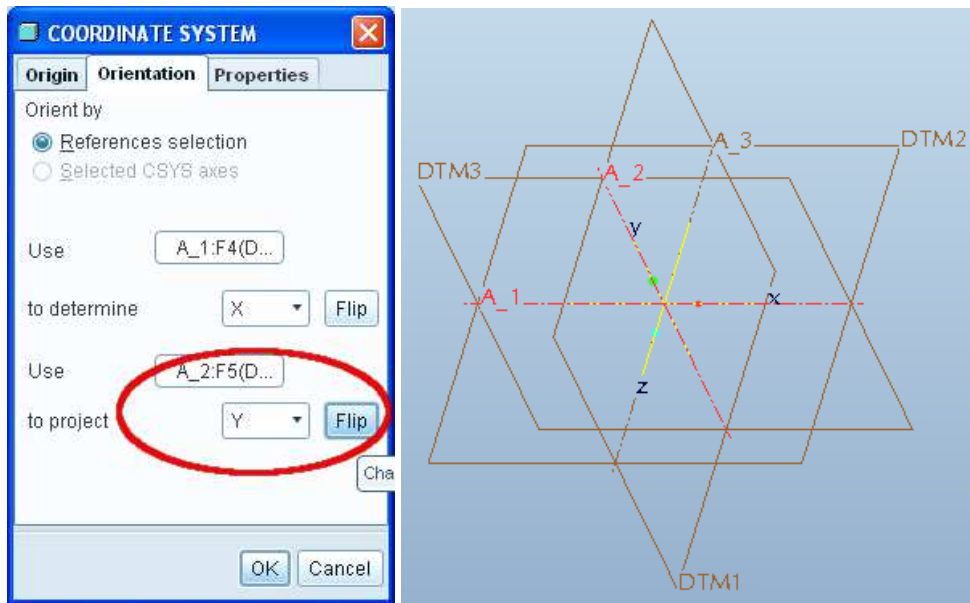 COORDINATE SYSTEM
Origin Orientation Properties
Orient by
References selection
Selected CSYS axes
Use A_1:F4(D...
to determine X Flip
Use A_2:F5(D...
to project Y Flip
Cha
OK Cancel
A_3 DTM2
DTM3 A_2
y
A_1 x
z
DTM1